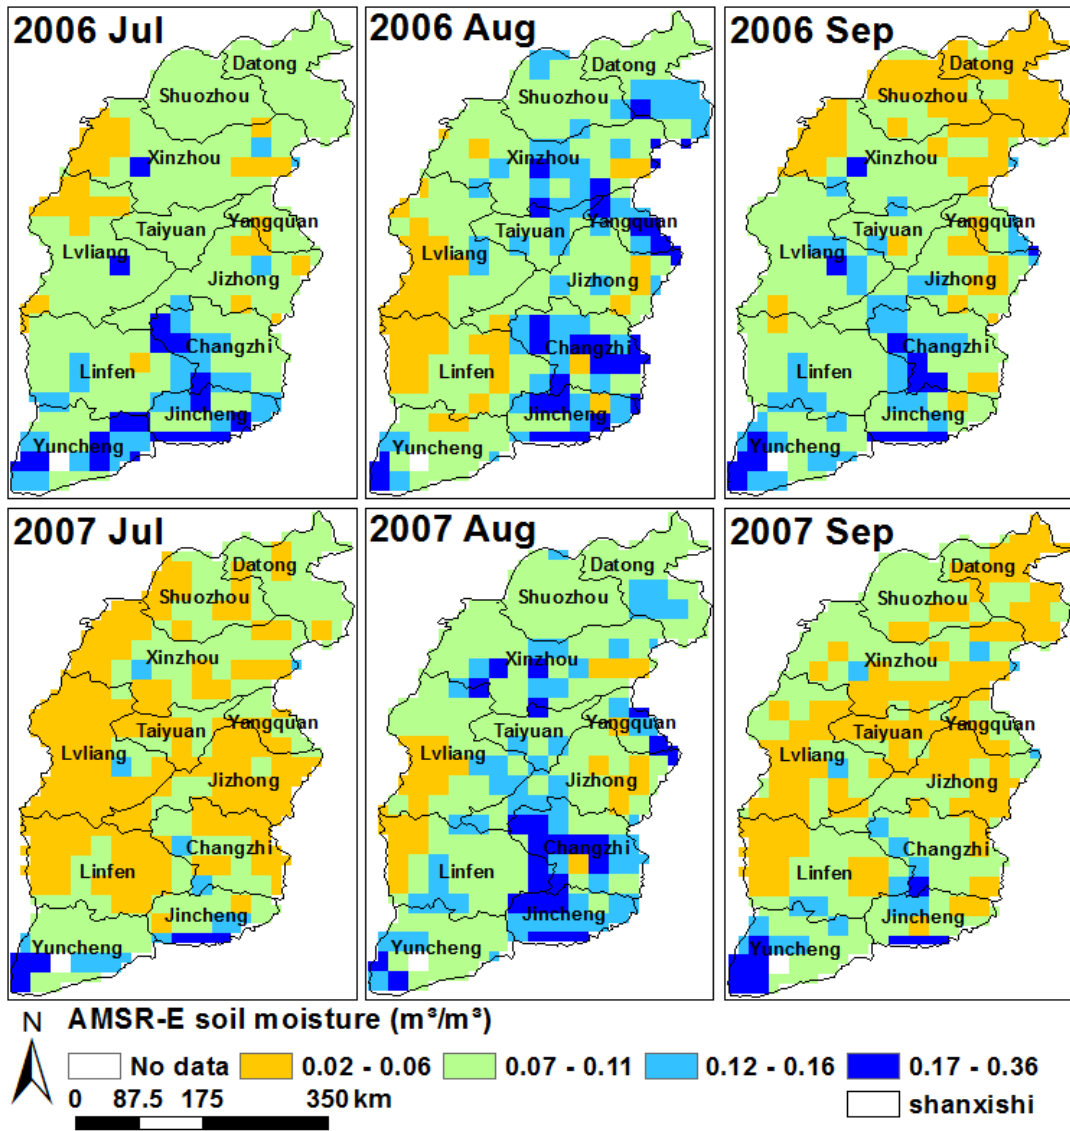 2006 Jul
Datong
Shuozhou
Xinzhou
Yangquan
Taiyuan
Lvliang
Jizhong
Changzhi
Linfen
Jincheng
Yuncheng
2006 Aug
Datong
Shuozhou
Xinzhou
Yangquan
Taiyuan
Lvliang
Jizhong
Changzhi
Linfen
Jincheng
Yuncheng
2006 Sep
Datong
Shuozhou
Xinzhou
Yangquan
Taiyuan
Lvliang
Jizhong
Changzhi
Linfen
Jincheng
Yuncheng
2007 Jul
Datong
Shuozhou
Xinzhou
Yangquan
Taiyuan
Lvliang
Jizhong
Changzhi
Linfen
Jincheng
Yuncheng
2007 Aug
Datong
Shuozhou
Xinzhou
Yangquan
Taiyuan
Lvliang
Jizhong
Changzhi
Linfen
Jincheng
Yuncheng
2007 Sep
Datong
Shuozhou
Xinzhou
Yangquan
Taiyuan
Lvliang
Jizhong
Changzhi
Linfen
Jincheng
Yuncheng
N
AMSR-E soil moisture (m³/m³)
No data 0.02 - 0.06 0.07 - 0.11 0.12 - 0.16 0.17 - 0.36
0 87.5 175 350 km
shanxishi